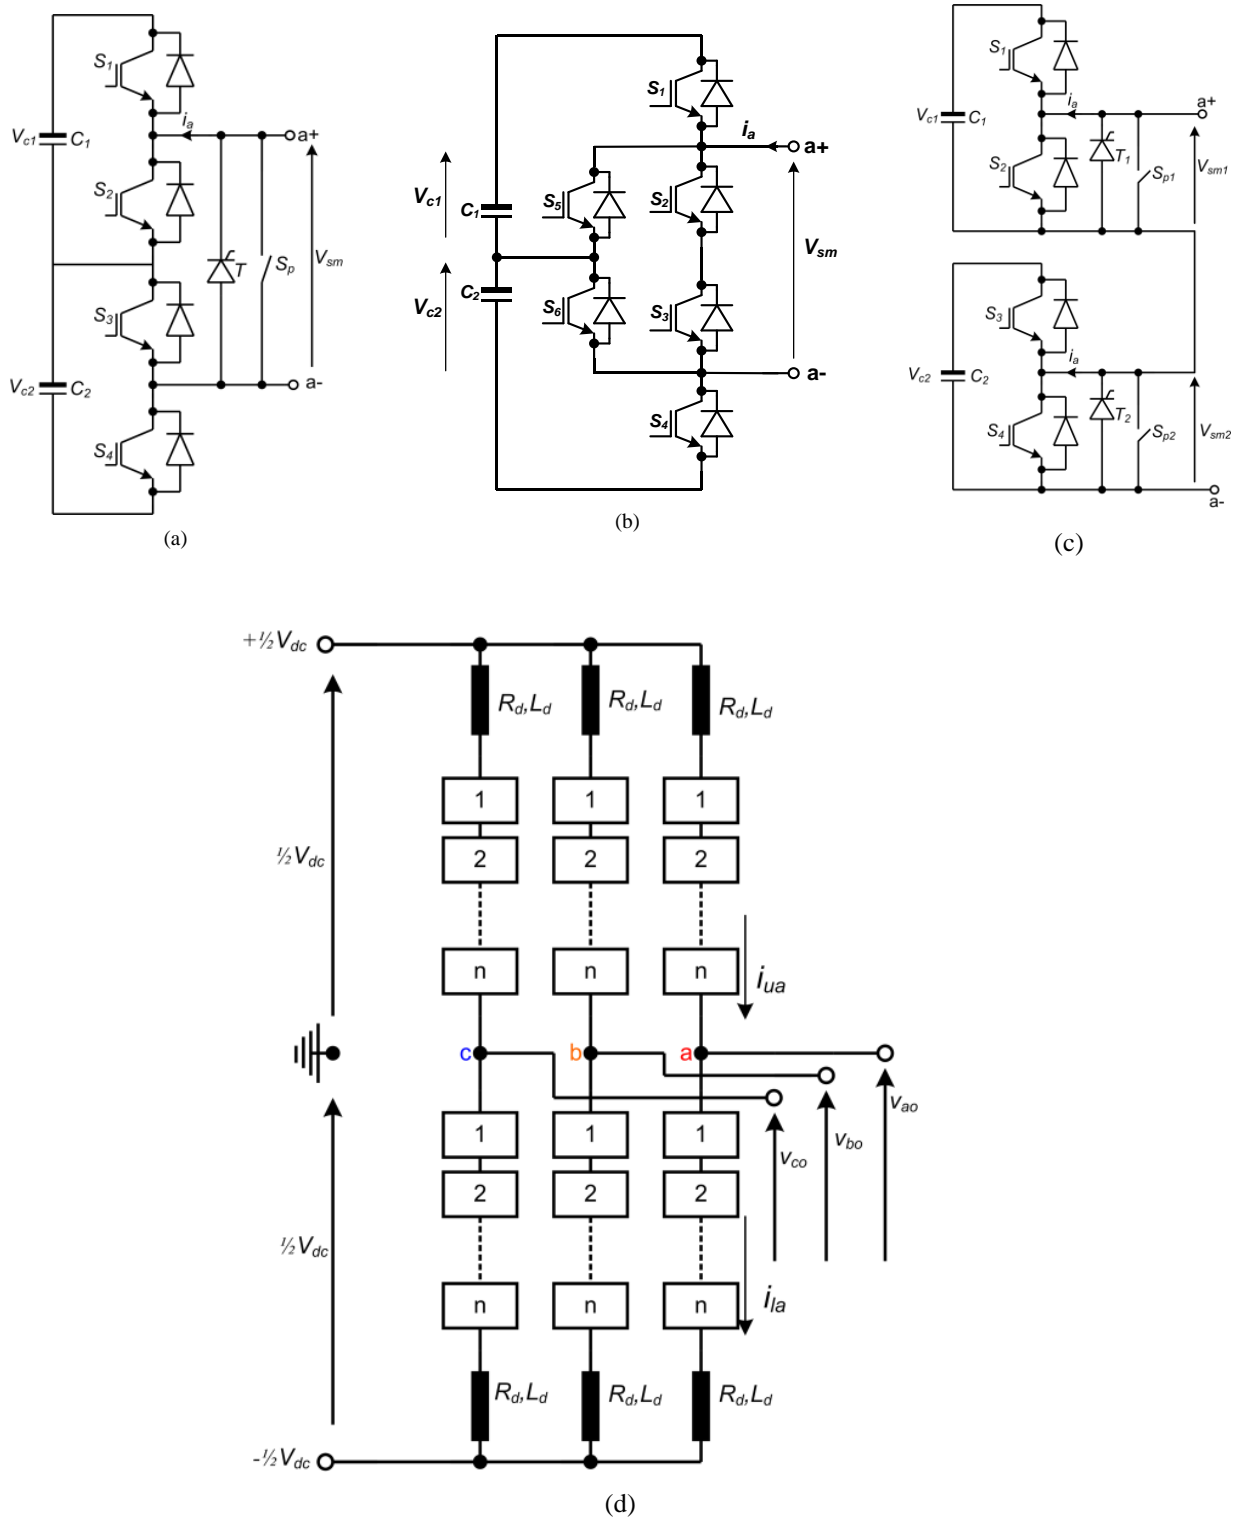 S1
Vc1
C1
ia
a+
S2
T
Sp
Vsm
S3
Vc2
C2
a-
S4
(a)
S1
ia
a+
Vc1
C1
S5
S2
Vsm
Vc2
C2
S6
S3
a-
S4
(b)
S1
Vc1
C1
ia
a+
S2
T1
Sp1
Vsm1
S3
Vc2
C2
ia
S4
T2
Sp2
Vsm2
a-
(c)
+½Vdc
Rd,Ld
Rd,Ld
Rd,Ld
1
1
1
½Vdc
2
2
2
n
n
n
iua
c
b
a
vao
vbo
vco
1
1
1
2
2
2
½Vdc
n
n
n
ila
Rd,Ld
Rd,Ld
Rd,Ld
-½Vdc
(d)